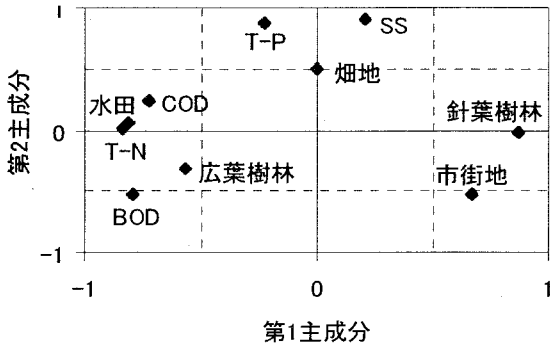 1
T-P
SS
畑地
水田
COD
針葉樹林
0
T-N
広葉樹林
市街地
BOD
-1
-1
0
1
第2主成分
第1主成分